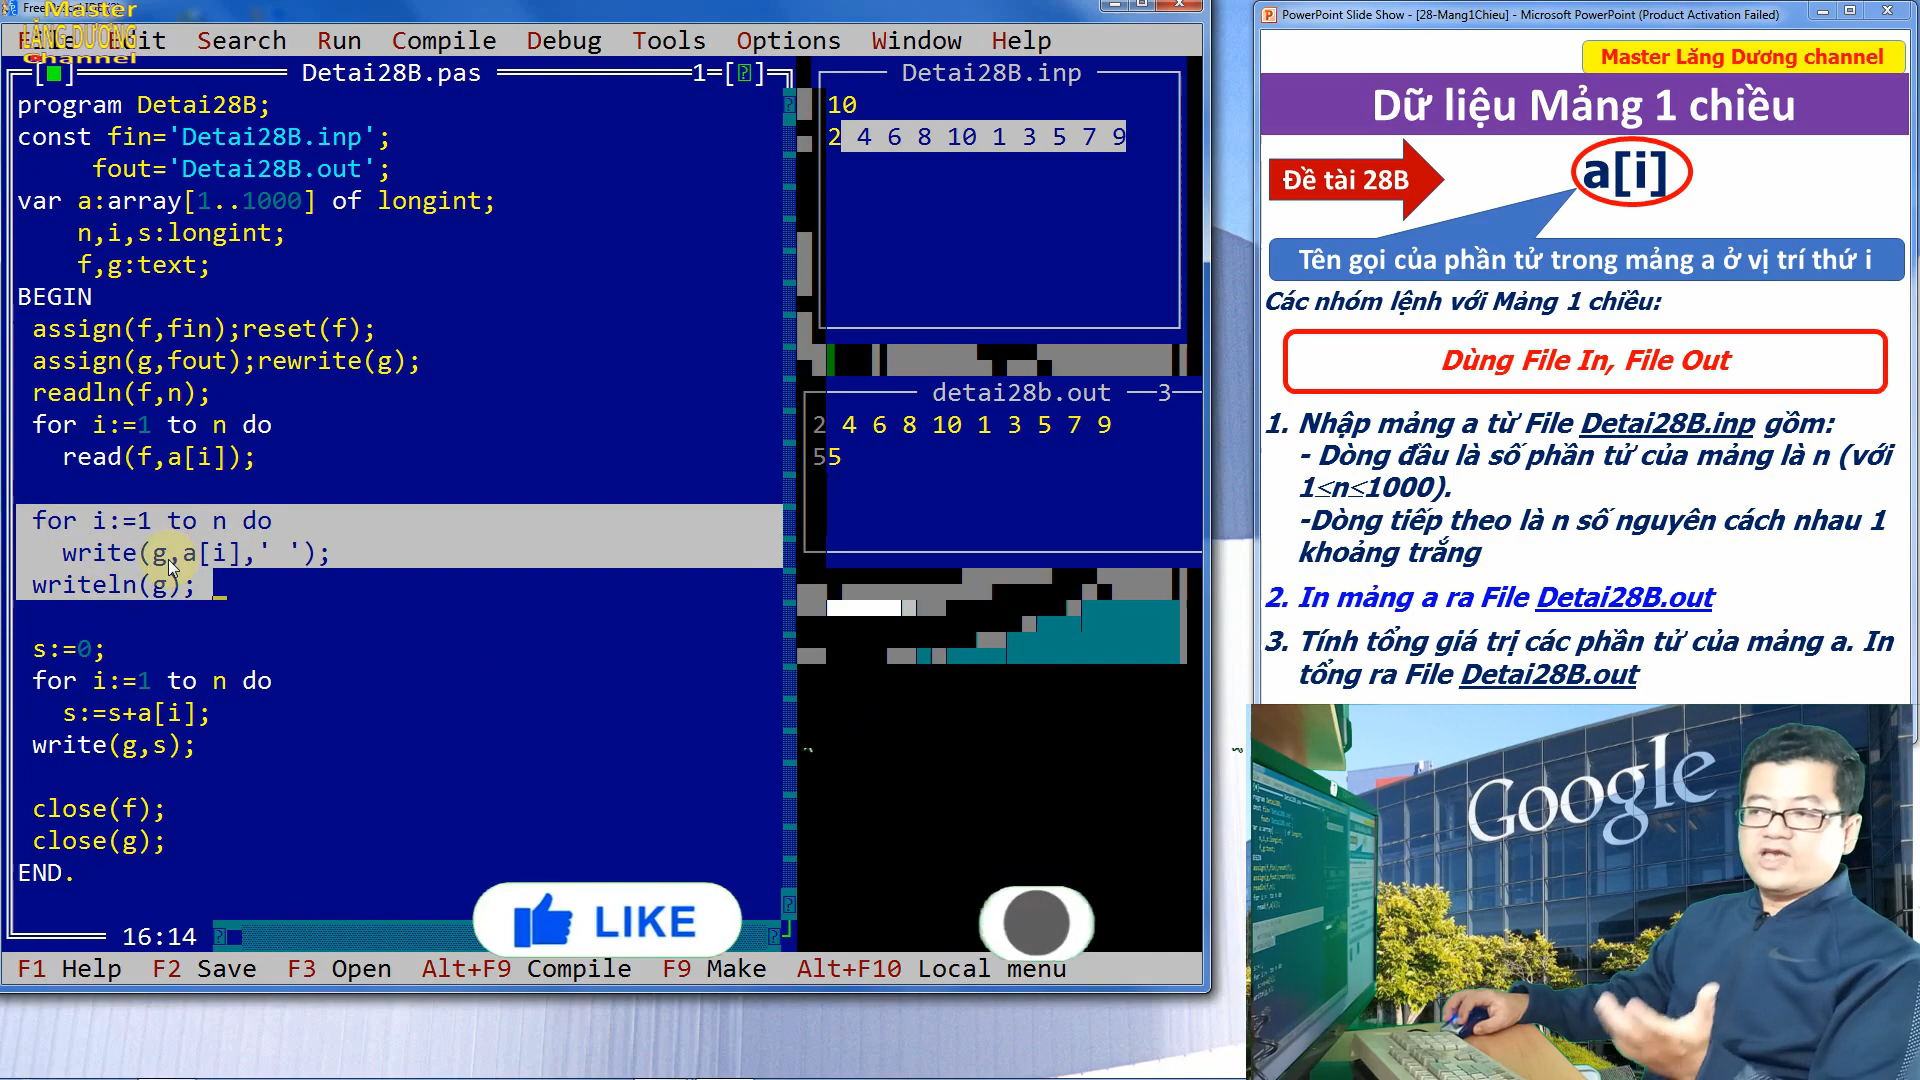 Master
LĂNG DƯƠNG
Channel
Edit Search Run Compile Debug Tools Options Window Help
Detai28B.pas 1
program Detai28B;
const fin='Detai28B.inp';
fout='Detai28B.out';
var a:array[1..1000] of longint;
n,i,s:longint;
f,g:text;
BEGIN
assign(f,fin);reset(f);
assign(g,fout);rewrite(g);
readln(f,n);
for i:=1 to n do
read(f,a[i]);
for i:=1 to n do
write(g,a[i],' ');
writeln(g);
s:=0;
for i:=1 to n do
s:=s+a[i];
write(g,s);
close(f);
close(g);
END.
16:14
F1 Help F2 Save F3 Open Alt+F9 Compile F9 Make Alt+F10 Local menu
LIKE
Detai28B.inp
10
2 4 6 8 10 1 3 5 7 9
detai28b.out 3
2 4 6 8 10 1 3 5 7 9
55
PowerPoint Slide Show - [28-Mang1Chieu] - Microsoft PowerPoint (Product Activation Failed)
Master Lăng Dương channel
Dữ liệu Mảng 1 chiều
Đề tài 28B
a[i]
Tên gọi của phần tử trong mảng a ở vị trí thứ i
Các nhóm lệnh với Mảng 1 chiều:
Dùng File In, File Out
1. Nhập mảng a từ File Detai28B.inp gồm:
- Dòng đầu là số phần tử của mảng là n (với
1≤n≤1000).
-Dòng tiếp theo là n số nguyên cách nhau 1
khoảng trắng
2. In mảng a ra File Detai28B.out
3. Tính tổng giá trị các phần tử của mảng a. In
tổng ra File Detai28B.out
Google